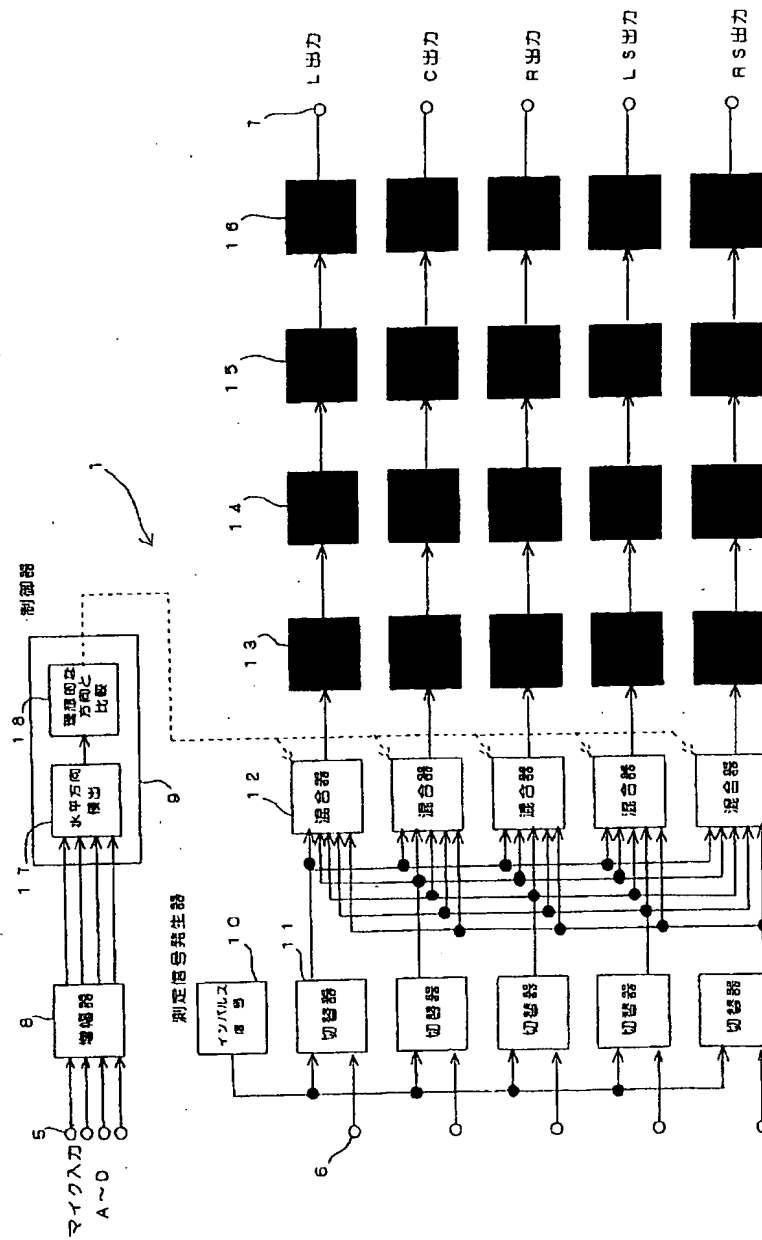 マイク入力
A～D
5
8
増幅器
制御器
17
水平方向
検出
18
理想的な
方向と
比較
9
1
測定信号発生器
10
インパルス
信号
6
11
切替器
切替器
切替器
切替器
切替器
12
混合器
混合器
混合器
混合器
混合器
13
14
15
16
7
L出力
C出力
R出力
LS出力
RS出力